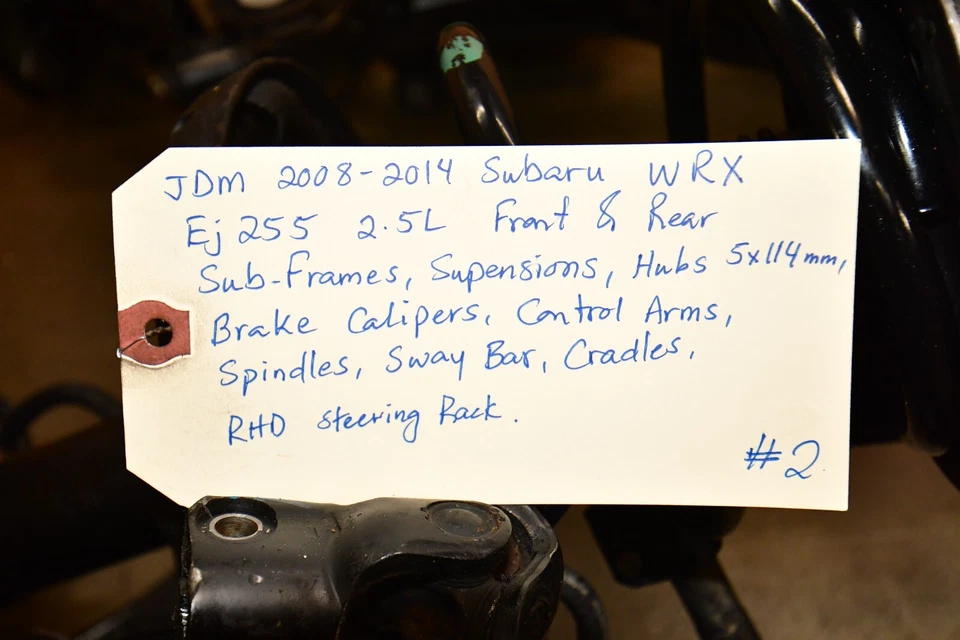 JDM 2008-2014 Subaru WRX
Ej 255 2.5L Front & Rear
Sub-Frames, Supensions, Hubs 5x114mm,
Brake Calipers, Control Arms,
Spindles, Sway Bar, Cradles,
RHD steering Rack.
#2